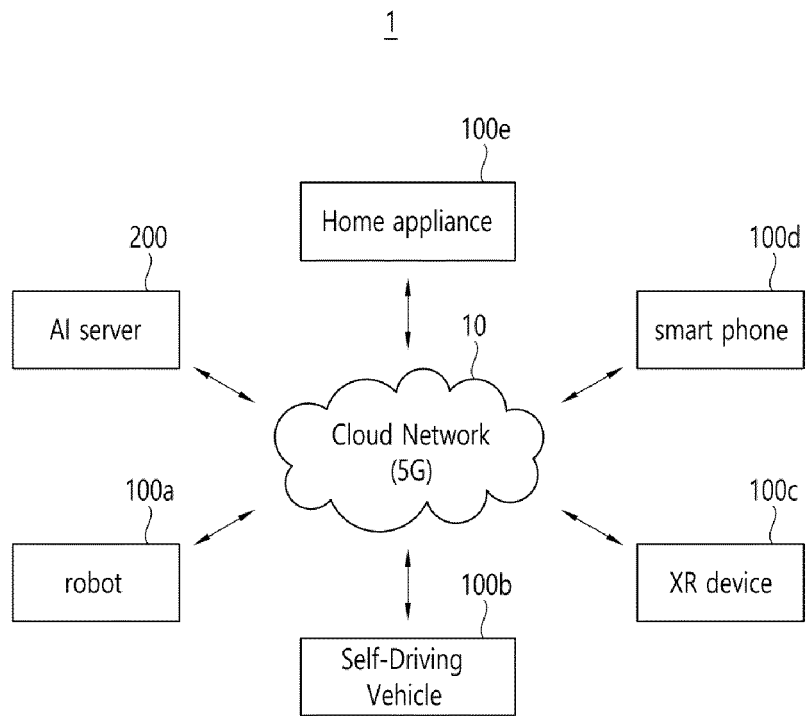 1
100e
Home appliance
200
AI server
100d
smart phone
10
Cloud Network
(5G)
100a
robot
100c
XR device
100b
Self-Driving
Vehicle